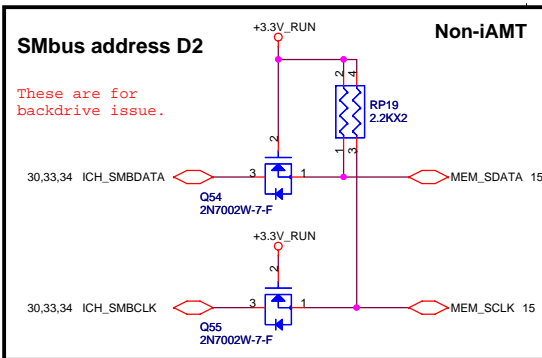 +3.3V_RUN
Non-iAMT
SMbus address D2
These are for
backdrive issue.
2
4
RP19
2.2KX2
2
1
3
30,33,34 ICH_SMBDATA
3
1
MEM_SDATA 15
Q54
2N7002W-7-F
+3.3V_RUN
2
30,33,34 ICH_SMBCLK
3
1
MEM_SCLK 15
Q55
2N7002W-7-F